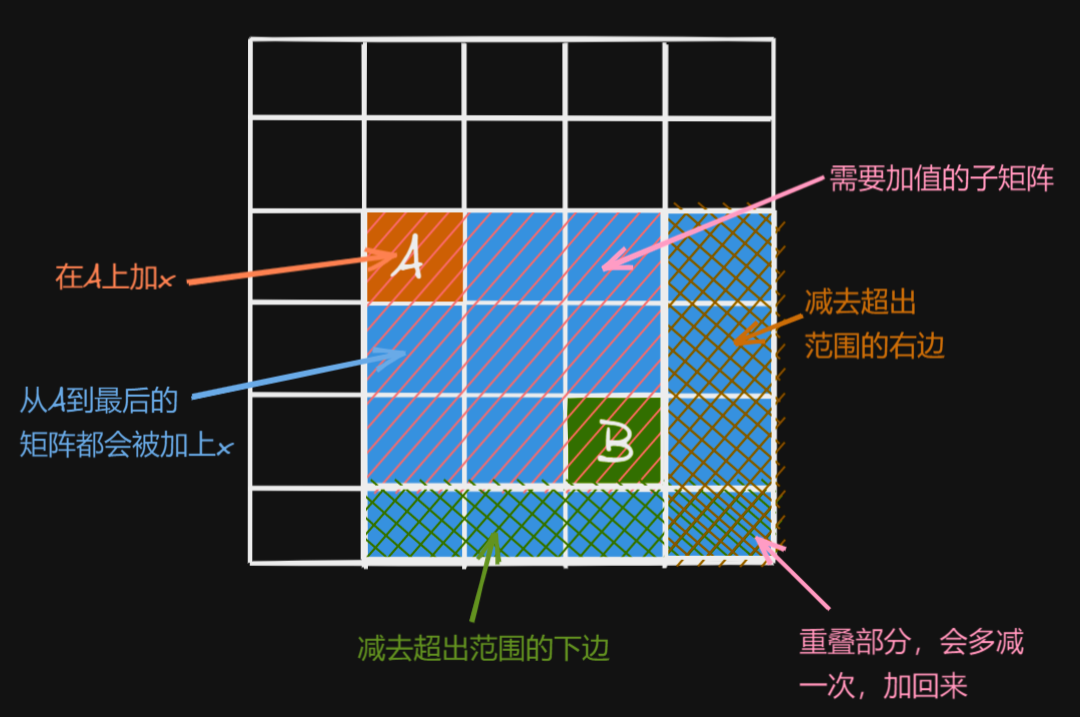 需要加值的子矩阵
A
在A上加x
减去超出
范围的右边
从A到最后的
矩阵都会被加上x
B
减去超出范围的下边
重叠部分，会多减
一次，加回来